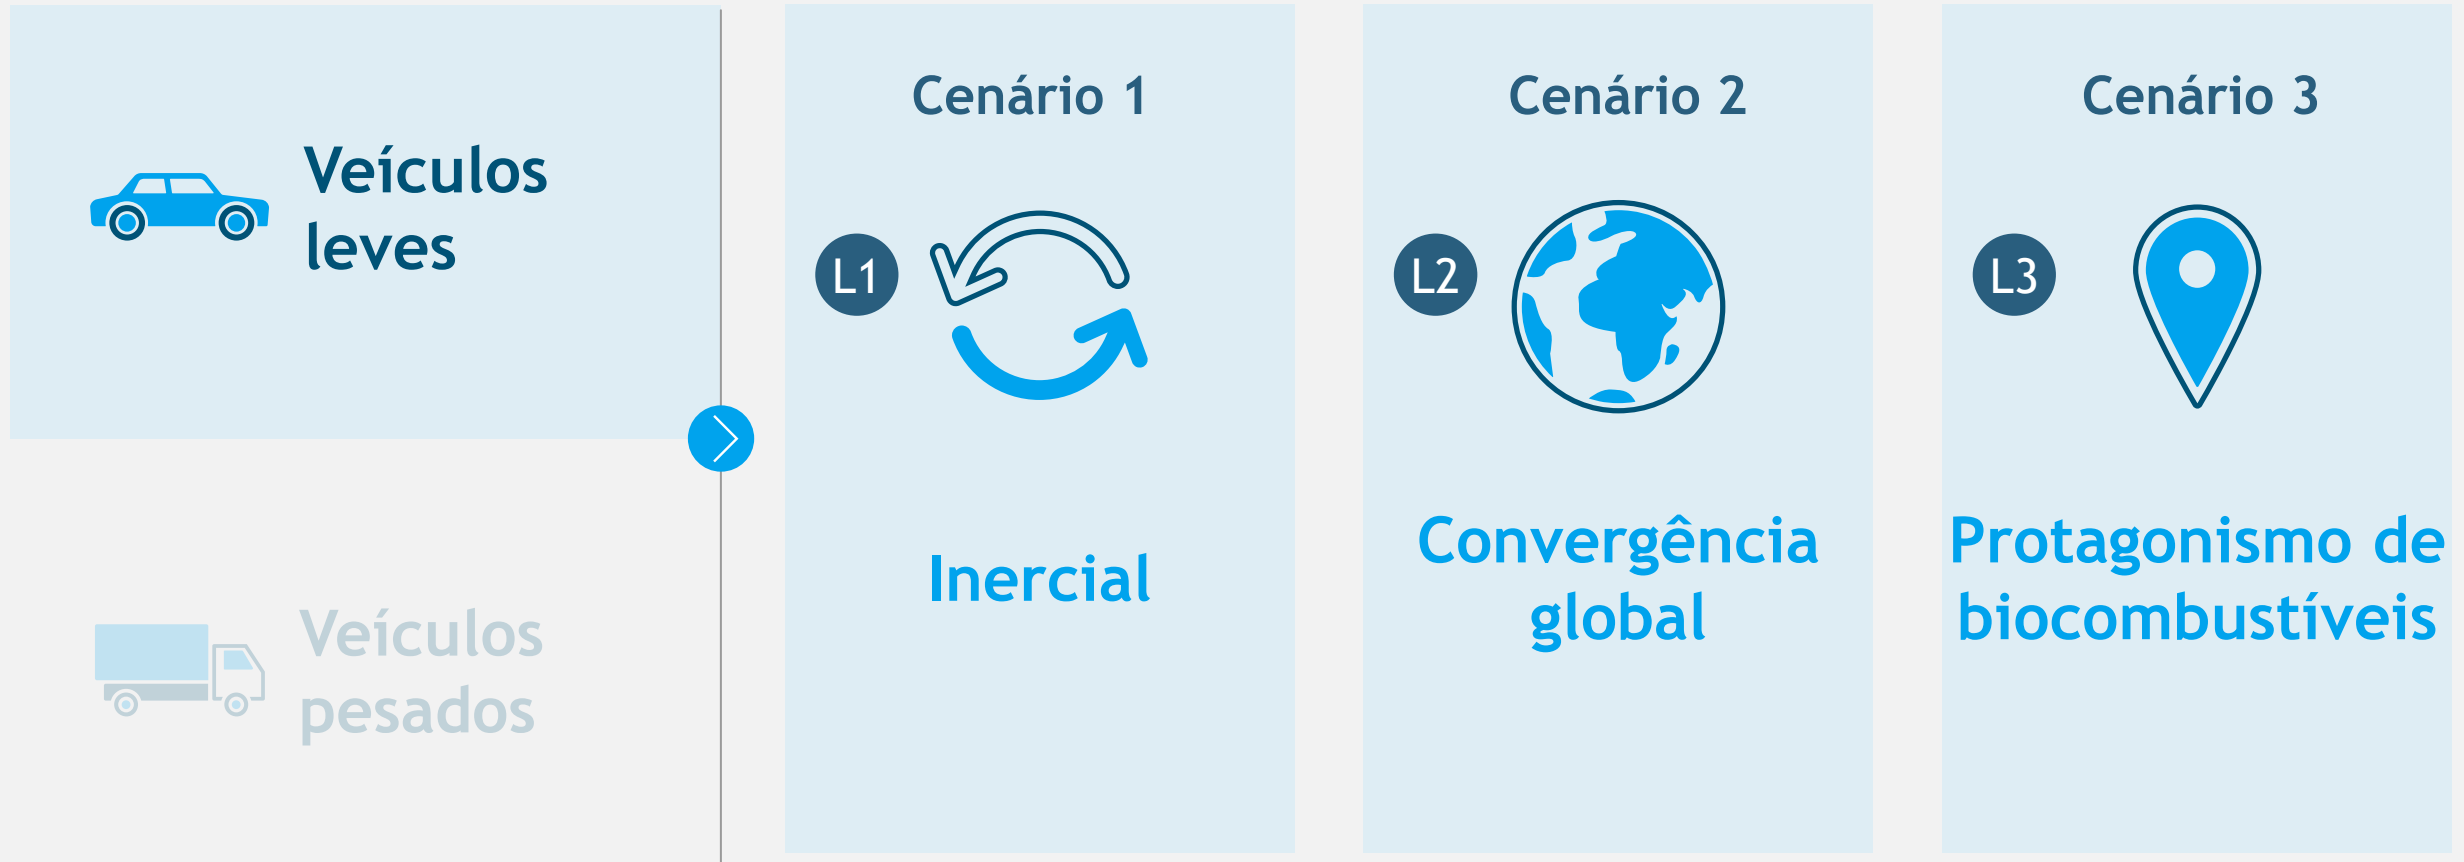 Veículos
leves
Veículos
pesados
Cenário 1
L1
Inercial
Cenário 2
L2
Convergência
global
Cenário 3
L3
Protagonismo de
biocombustíveis